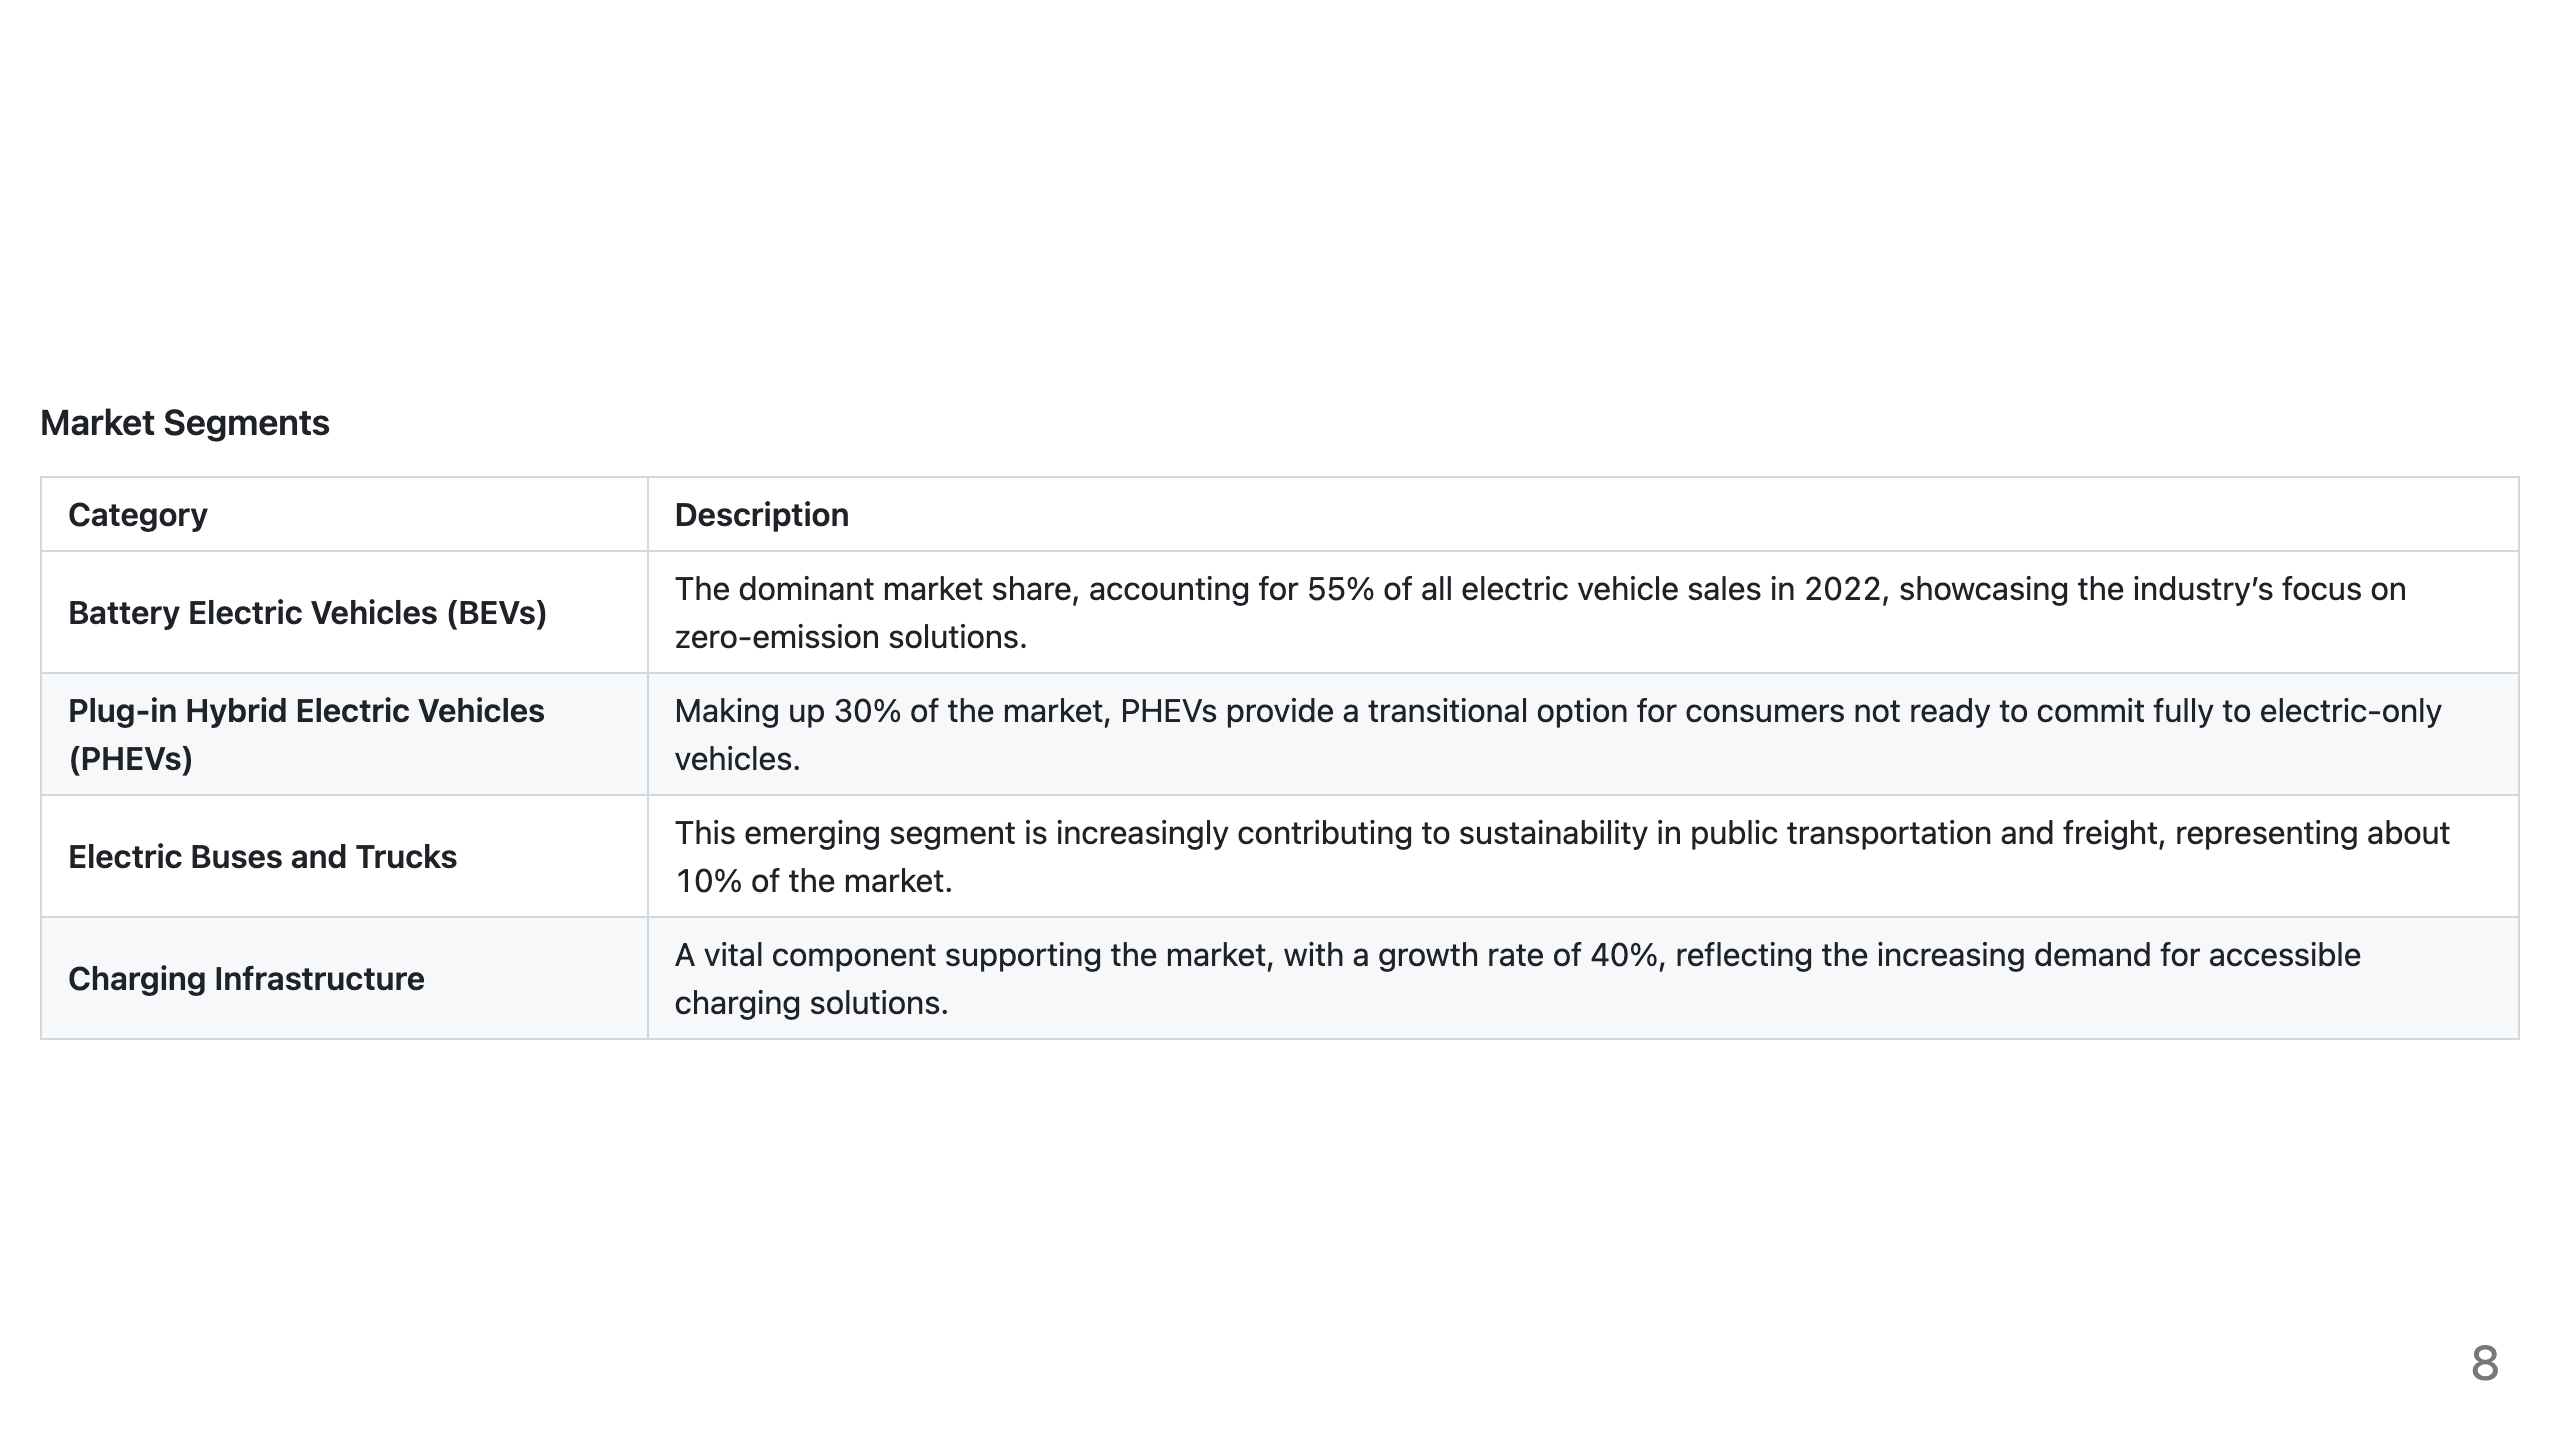 Market Segments
Category
Description
Battery Electric Vehicles (BEVs)
The dominant market share, accounting for 55% of all electric vehicle sales in 2022, showcasing the industry’s focus on
zero-emission solutions.
Plug-in Hybrid Electric Vehicles
(PHEVs)
Making up 30% of the market, PHEVs provide a transitional option for consumers not ready to commit fully to electric-only
vehicles.
Electric Buses and Trucks
This emerging segment is increasingly contributing to sustainability in public transportation and freight, representing about
10% of the market.
Charging Infrastructure
A vital component supporting the market, with a growth rate of 40%, reflecting the increasing demand for accessible
charging solutions.
8